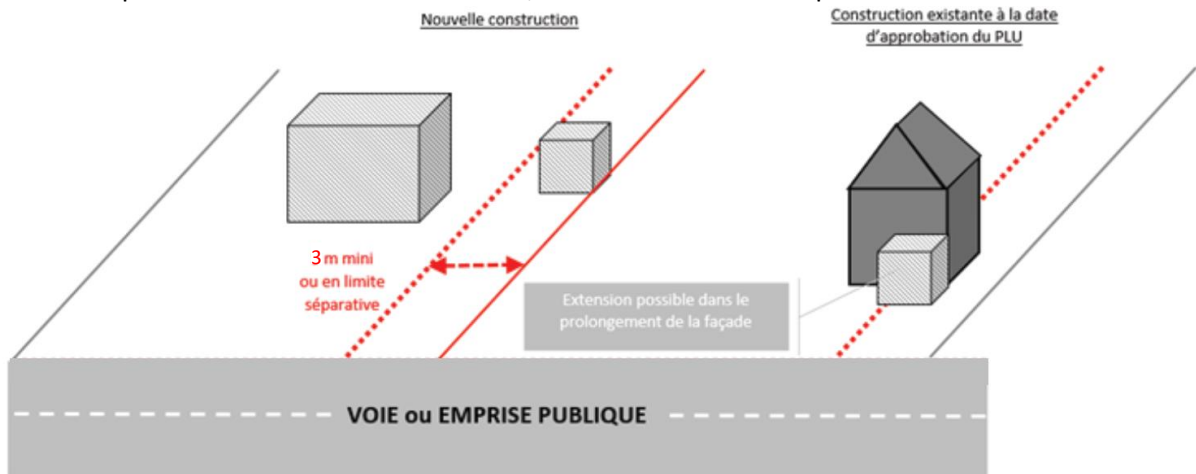 Nouvelle construction
Construction existante à la date
d'approbation du PLU
3 m mini
ou en limite
séparative
Extension possible dans le
prolongement de la façade
VOIE ou EMPRISE PUBLIQUE